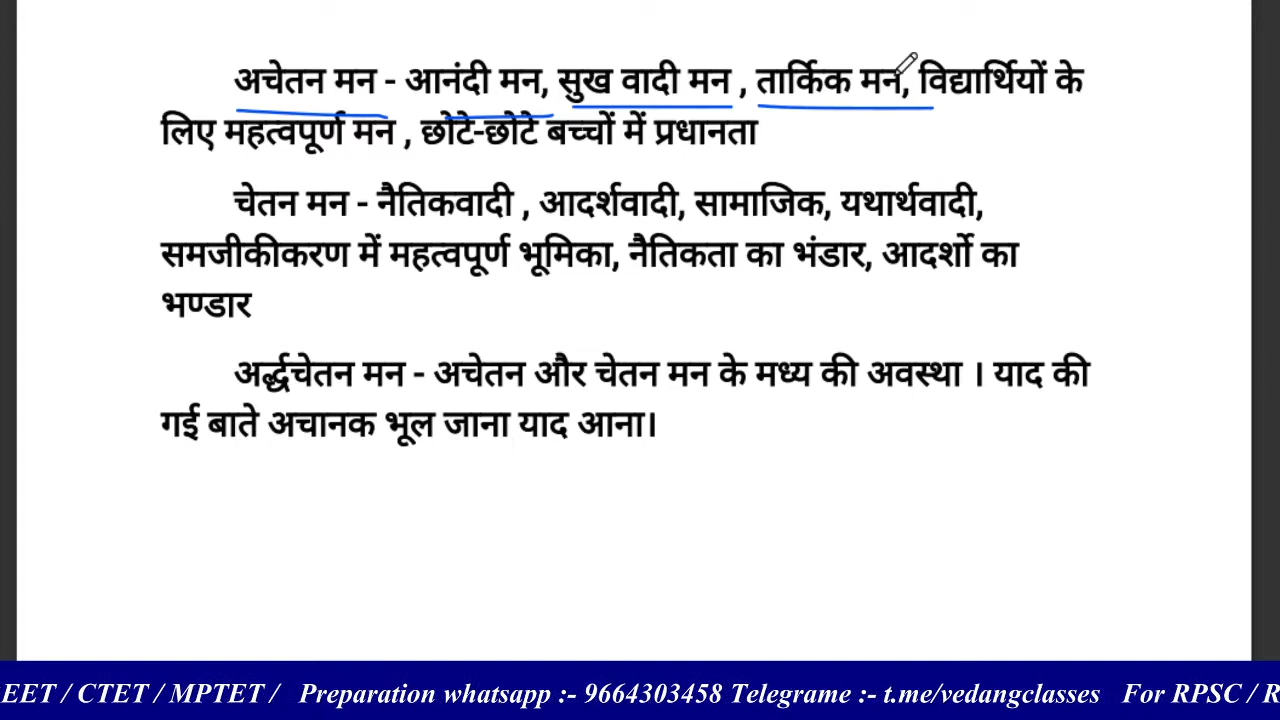 अचेतन मन - आनंदी मन, सुख वादी मन , तार्किक मन, विद्यार्थियों के
लिए महत्वपूर्ण मन , छोटे-छोटे बच्चों में प्रधानता
चेतन मन - नैतिकवादी , आदर्शवादी, सामाजिक, यथार्थवादी,
समजीकीकरण में महत्वपूर्ण भूमिका, नैतिकता का भंडार, आदर्शो का
भण्डार
अर्द्धचेतन मन - अचेतन और चेतन मन के मध्य की अवस्था । याद की
गई बाते अचानक भूल जाना याद आना।
EET / CTET / MPTET / Preparation whatsapp :- 9664303458 Telegrame :- t.me/vedangclasses For RPSC / R